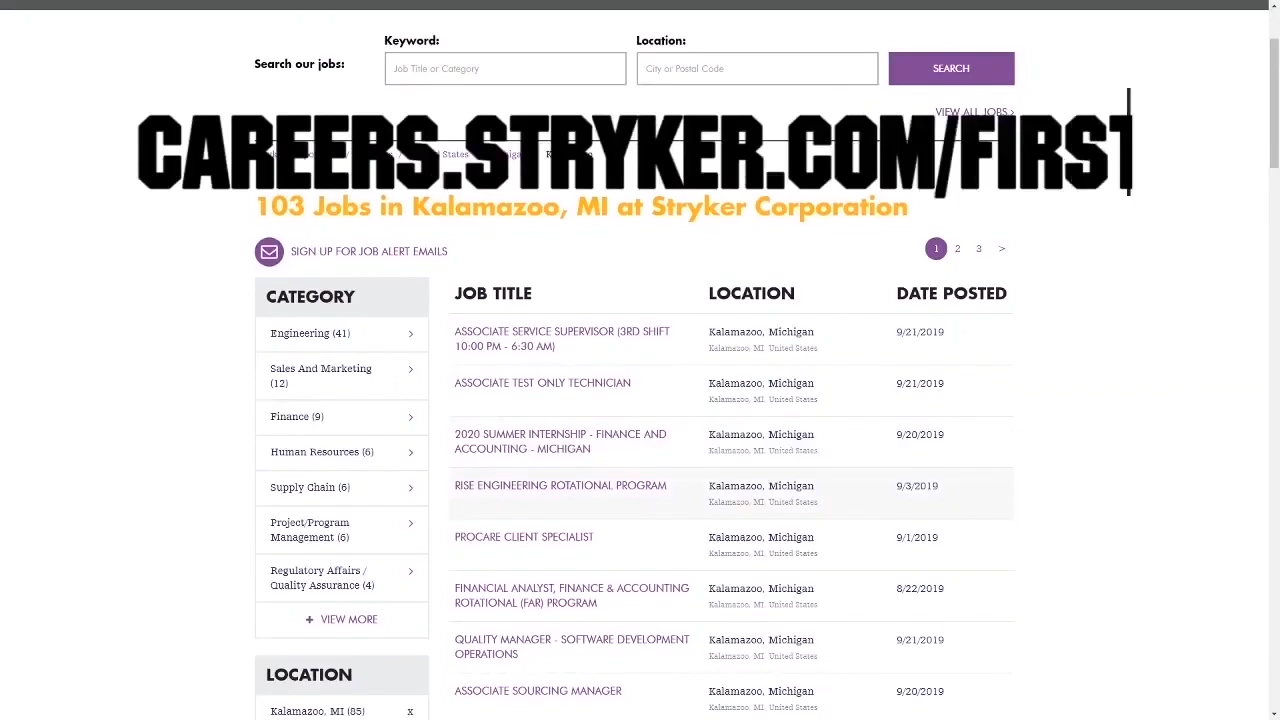 Keyword:
Location:
Search our jobs:
Job Title or Category
City or Postal Code
SEARCH
VIEW ALL JOBS >
CAREERS.STRYKER.COM/FIRST
103 Jobs in Kalamazoo, MI at Stryker Corporation
SIGN UP FOR JOB ALERT EMAILS
1 2 3 >
CATEGORY
Engineering (41)
Sales And Marketing
(12)
Finance (9)
Human Resources (6)
Supply Chain (6)
Project/Program
Management (6)
Regulatory Affairs /
Quality Assurance (4)
+ VIEW MORE
LOCATION
Kalamazoo, MI (85) x
JOB TITLE LOCATION DATE POSTED
ASSOCIATE SERVICE SUPERVISOR (3RD SHIFT
10:00 PM - 6:30 AM)
Kalamazoo, Michigan
Kalamazoo, MI, United States
9/21/2019
ASSOCIATE TEST ONLY TECHNICIAN
Kalamazoo, Michigan
Kalamazoo, MI, United States
9/21/2019
2020 SUMMER INTERNSHIP - FINANCE AND
ACCOUNTING - MICHIGAN
Kalamazoo, Michigan
Kalamazoo, MI, United States
9/20/2019
RISE ENGINEERING ROTATIONAL PROGRAM
Kalamazoo, Michigan
Kalamazoo, MI, United States
9/3/2019
PROCARE CLIENT SPECIALIST
Kalamazoo, Michigan
Kalamazoo, MI, United States
9/1/2019
FINANCIAL ANALYST, FINANCE & ACCOUNTING
ROTATIONAL (FAR) PROGRAM
Kalamazoo, Michigan
Kalamazoo, MI, United States
8/22/2019
QUALITY MANAGER - SOFTWARE DEVELOPMENT
OPERATIONS
Kalamazoo, Michigan
Kalamazoo, MI, United States
9/21/2019
ASSOCIATE SOURCING MANAGER
Kalamazoo, Michigan
Kalamazoo, MI, United States
9/20/2019